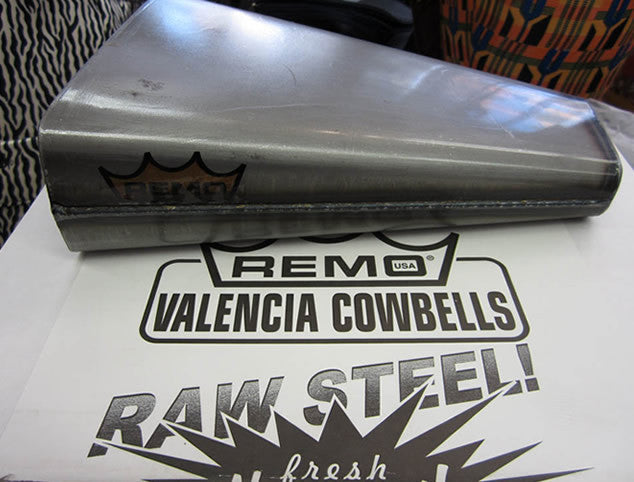 REMO
REMO USA®
VALENCIA COWBELLS
RAW STEEL!
fresh